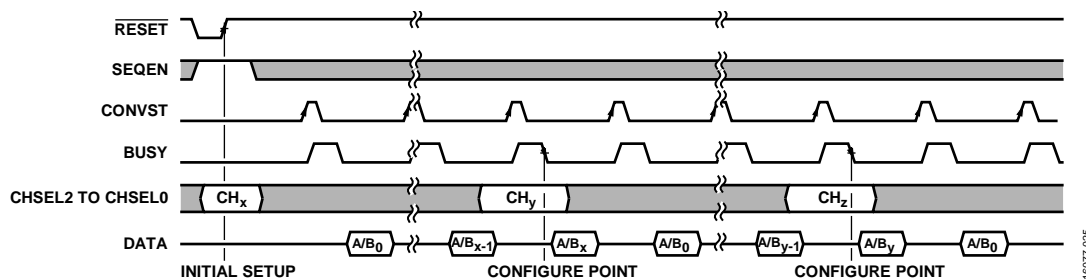 RESET
SEQEN
CONVST
BUSY
CHSEL2 TO CHSEL0 CHx CHy CHz
DATA A/B0 A/Bx-1 A/Bx A/B0 A/By-1 A/By A/B0
INITIAL SETUP CONFIGURE POINT CONFIGURE POINT